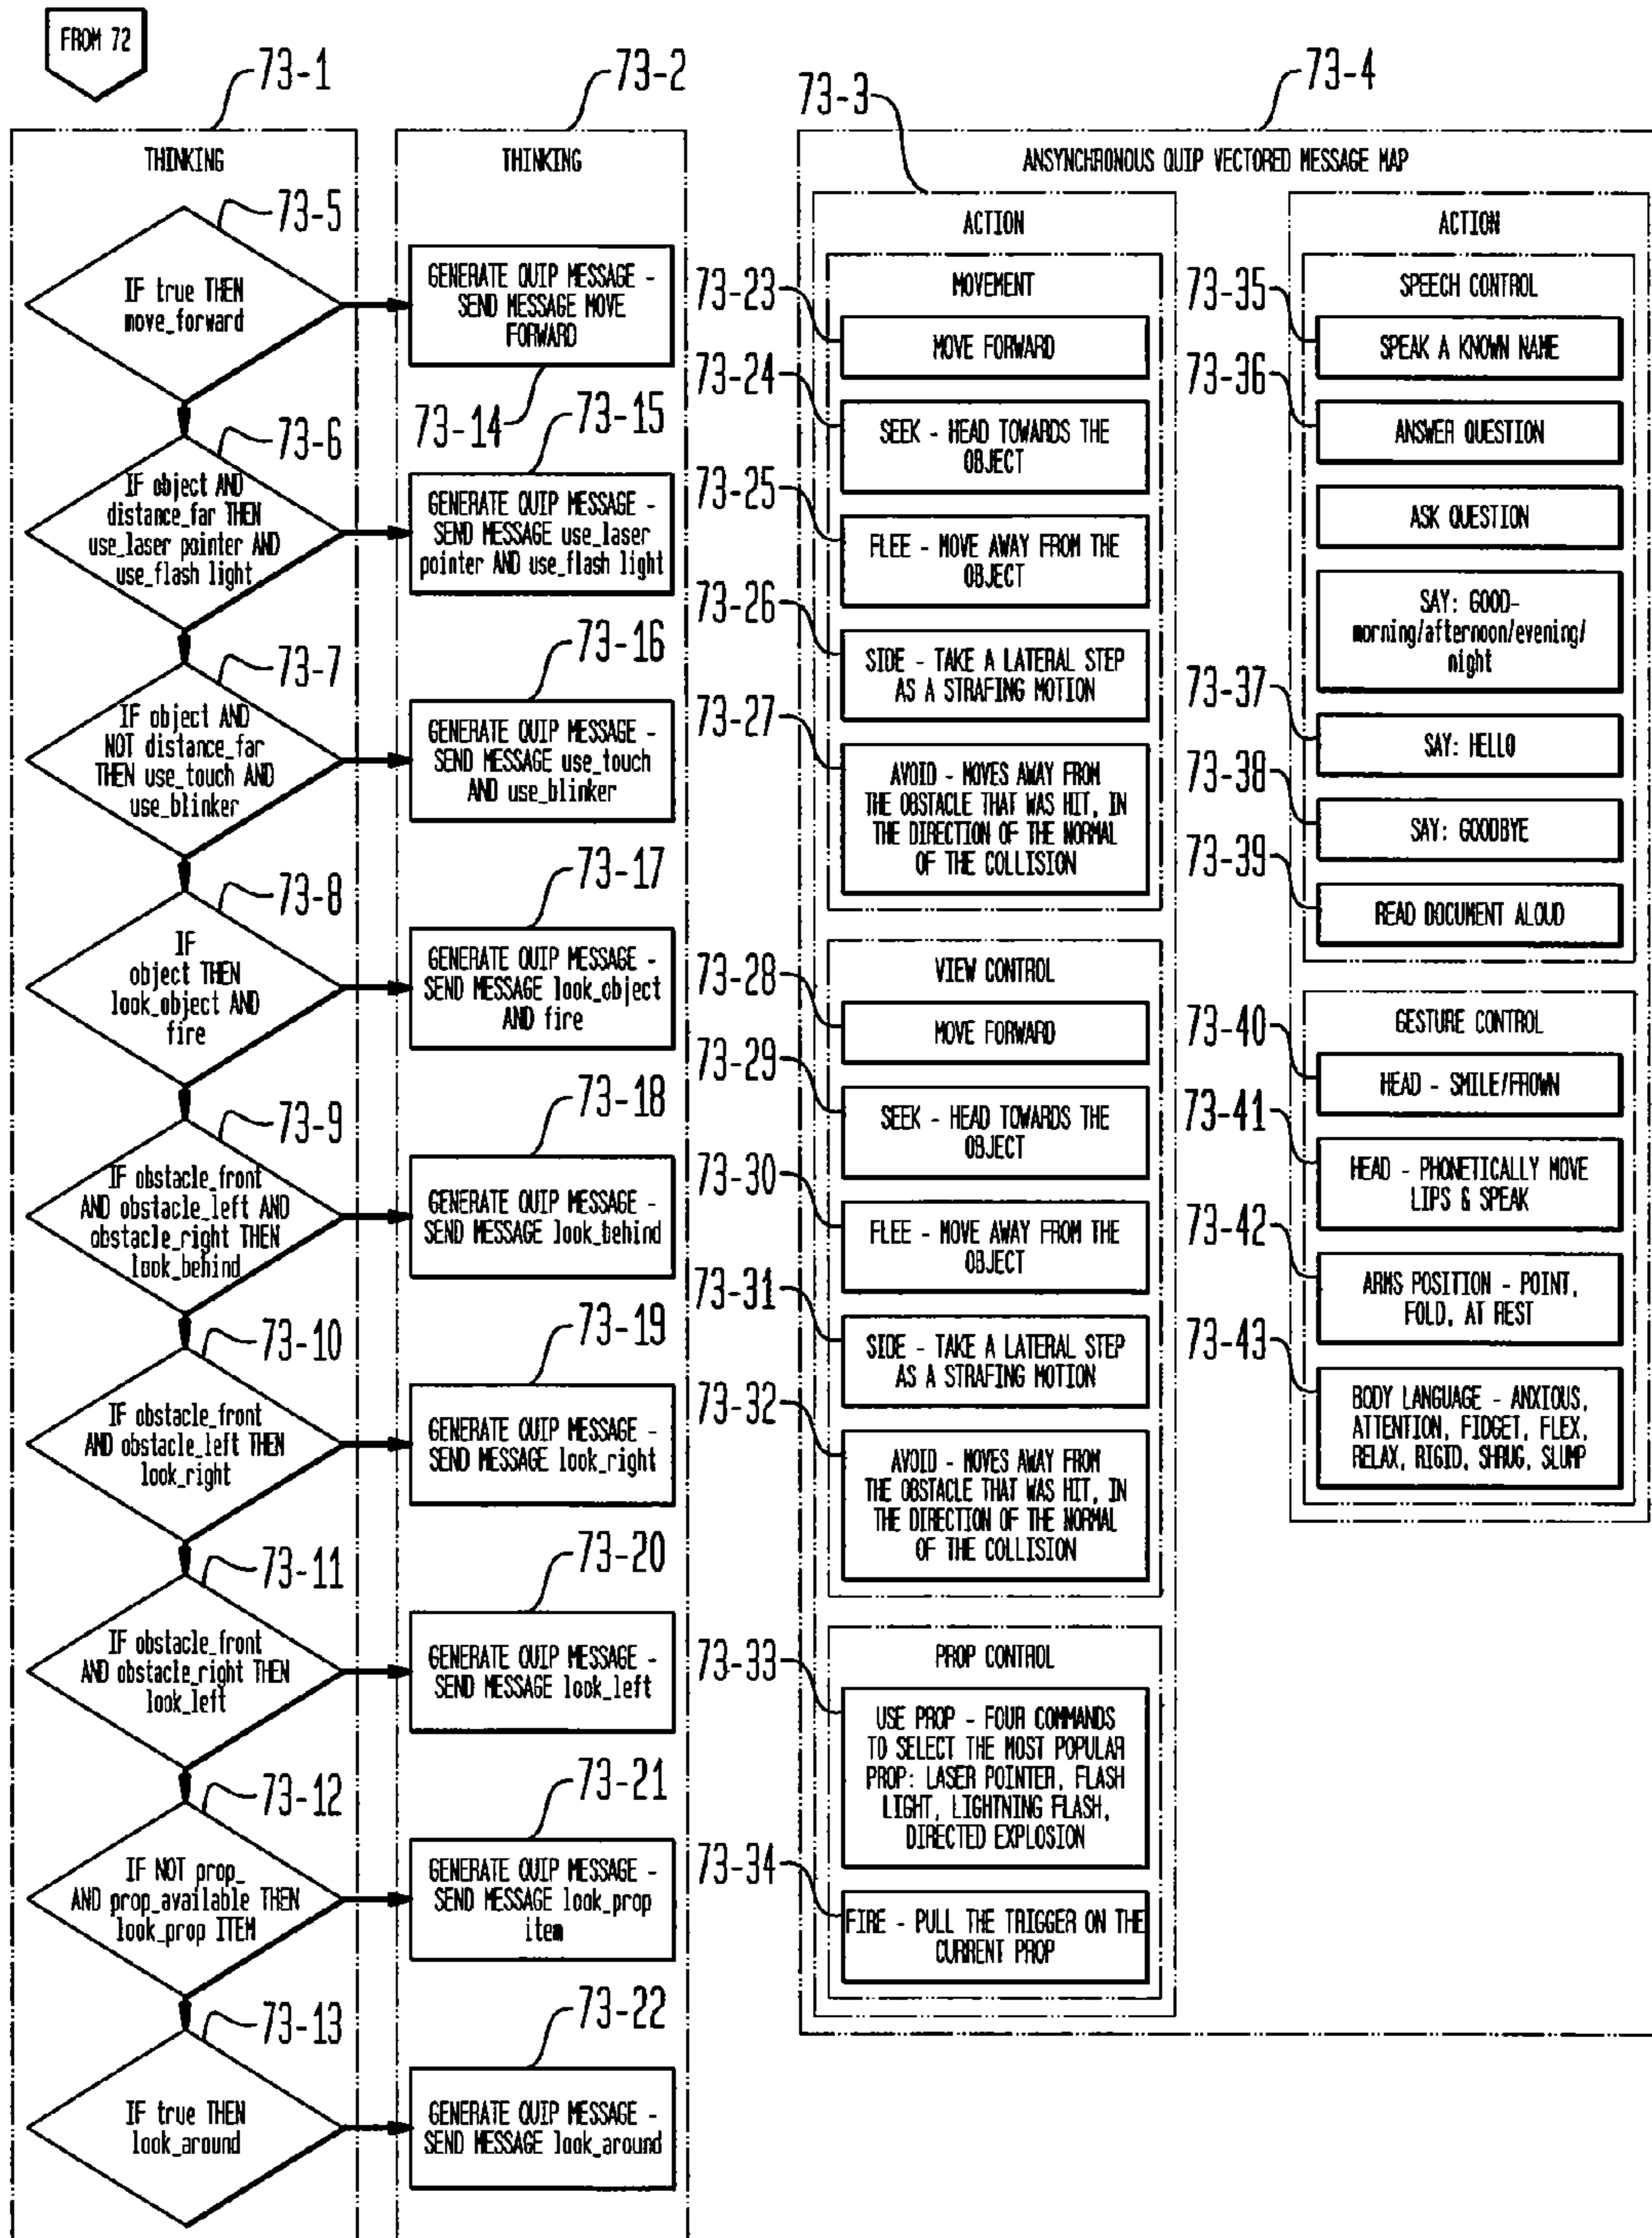 FROM 72
73-1
THINKING
73-5
IF true THEN
move_forward
73-6
IF object AND
distance_far THEN
use_laser pointer AND
use_flash light
73-7
IF object AND
NOT distance_far
THEN use_touch AND
use_blinker
73-8
IF
object THEN
look_object AND
fire
73-9
IF obstacle_front
AND obstacle_left AND
obstacle_right THEN
look_behind
73-10
IF obstacle_front
AND obstacle_left THEN
look_right
73-11
IF obstacle_front
AND obstacle_right THEN
look_left
73-12
IF NOT prop_
AND prop_available THEN
look_prop ITEM
73-13
IF true THEN
look_around
73-2
THINKING
GENERATE QUIP MESSAGE -
SEND MESSAGE MOVE
FORWARD
73-14
73-15
GENERATE QUIP MESSAGE -
SEND MESSAGE use_laser
pointer AND use_flash light
73-16
GENERATE QUIP MESSAGE -
SEND MESSAGE use_touch
AND use_blinker
73-17
GENERATE QUIP MESSAGE -
SEND MESSAGE look_object
AND fire
73-18
GENERATE QUIP MESSAGE -
SEND MESSAGE look_behind
73-19
GENERATE QUIP MESSAGE -
SEND MESSAGE look_right
73-20
GENERATE QUIP MESSAGE -
SEND MESSAGE look_left
73-21
GENERATE QUIP MESSAGE -
SEND MESSAGE look_prop
item
73-22
GENERATE QUIP MESSAGE -
SEND MESSAGE look_around
73-3
73-4
ANSYNCHRONOUS QUIP VECTORED MESSAGE MAP
ACTION
MOVEMENT
73-23
MOVE FORWARD
73-24
SEEK - HEAD TOWARDS THE
OBJECT
73-25
FLEE - MOVE AWAY FROM THE
OBJECT
73-26
SIDE - TAKE A LATERAL STEP
AS A STRAFING MOTION
73-27
AVOID - MOVES AWAY FROM
THE OBSTACLE THAT WAS HIT, IN
THE DIRECTION OF THE NORMAL
OF THE COLLISION
VIEW CONTROL
73-28
MOVE FORWARD
73-29
SEEK - HEAD TOWARDS THE
OBJECT
73-30
FLEE - MOVE AWAY FROM THE
OBJECT
73-31
SIDE - TAKE A LATERAL STEP
AS A STRAFING MOTION
73-32
AVOID - MOVES AWAY FROM
THE OBSTACLE THAT WAS HIT, IN
THE DIRECTION OF THE NORMAL
OF THE COLLISION
PROP CONTROL
73-33
USE PROP - FOUR COMMANDS
TO SELECT THE MOST POPULAR
PROP: LASER POINTER, FLASH
LIGHT, LIGHTNING FLASH,
DIRECTED EXPLOSION
73-34
FIRE - PULL THE TRIGGER ON THE
CURRENT PROP
ACTION
SPEECH CONTROL
73-35
SPEAK A KNOWN NAME
73-36
ANSWER QUESTION
ASK QUESTION
SAY: GOOD-
morning/afternoon/evening/
night
73-37
SAY: HELLO
73-38
SAY: GOODBYE
73-39
READ DOCUMENT ALOUD
GESTURE CONTROL
73-40
HEAD - SMILE/FROWN
73-41
HEAD - PHONETICALLY MOVE
LIPS & SPEAK
73-42
ARMS POSITION - POINT,
FOLD, AT REST
73-43
BODY LANGUAGE - ANXIOUS,
ATTENTION, FIDGET, FLEX,
RELAX, RIGID, SHRUG, SLUMP